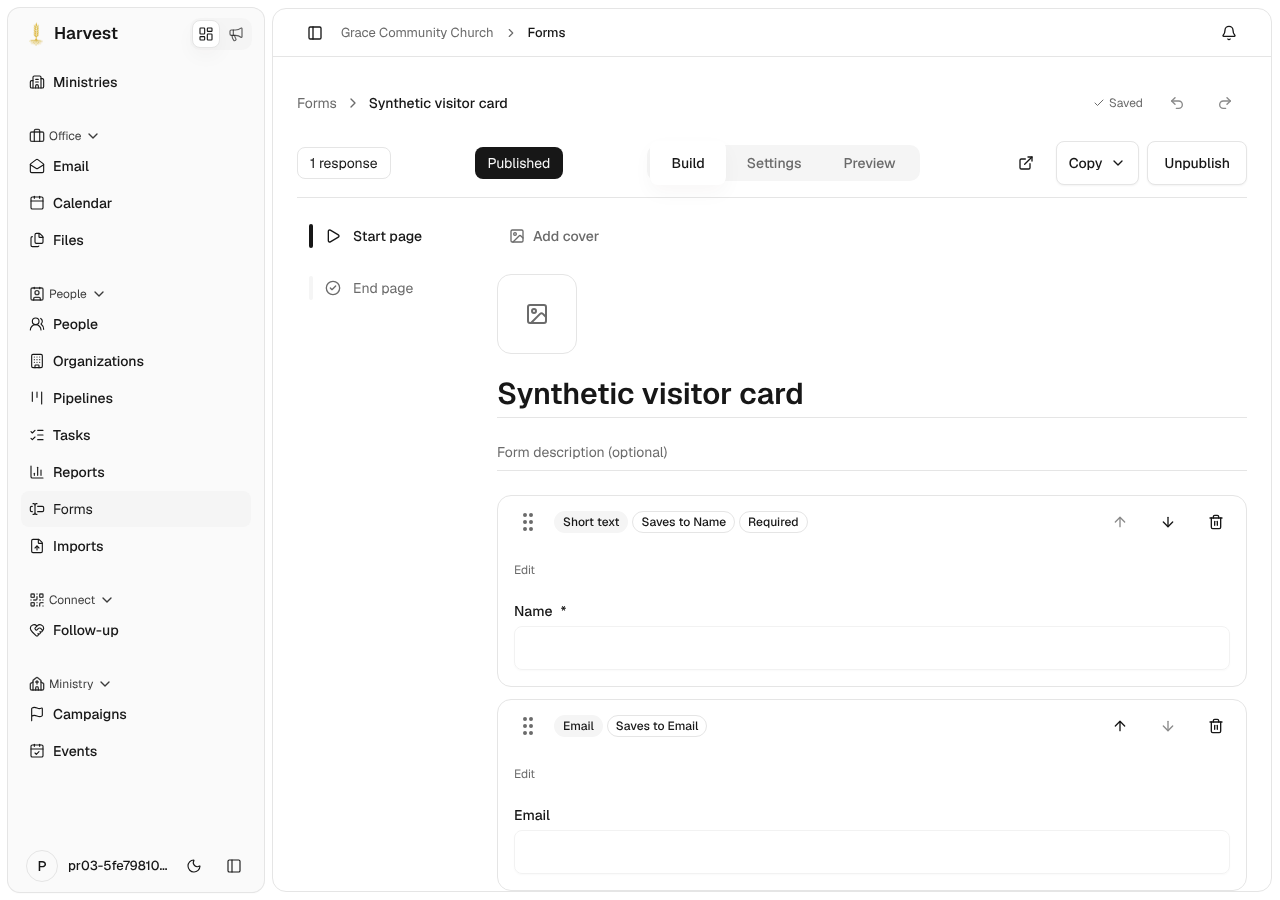 Harvest
Grace Community Church
Forms
Ministries
Office
Email
Calendar
Files
People
People
Organizations
Pipelines
Tasks
Reports
Forms
Imports
Connect
Follow-up
Ministry
Campaigns
Events
P
pr03-5fe79810…
Forms
Synthetic visitor card
Saved
1 response
Published
Build
Settings
Preview
Copy
Unpublish
Start page
End page
Add cover
Synthetic visitor card
Form description (optional)
Short text
Saves to Name
Required
Edit
Name *
Email
Saves to Email
Edit
Email